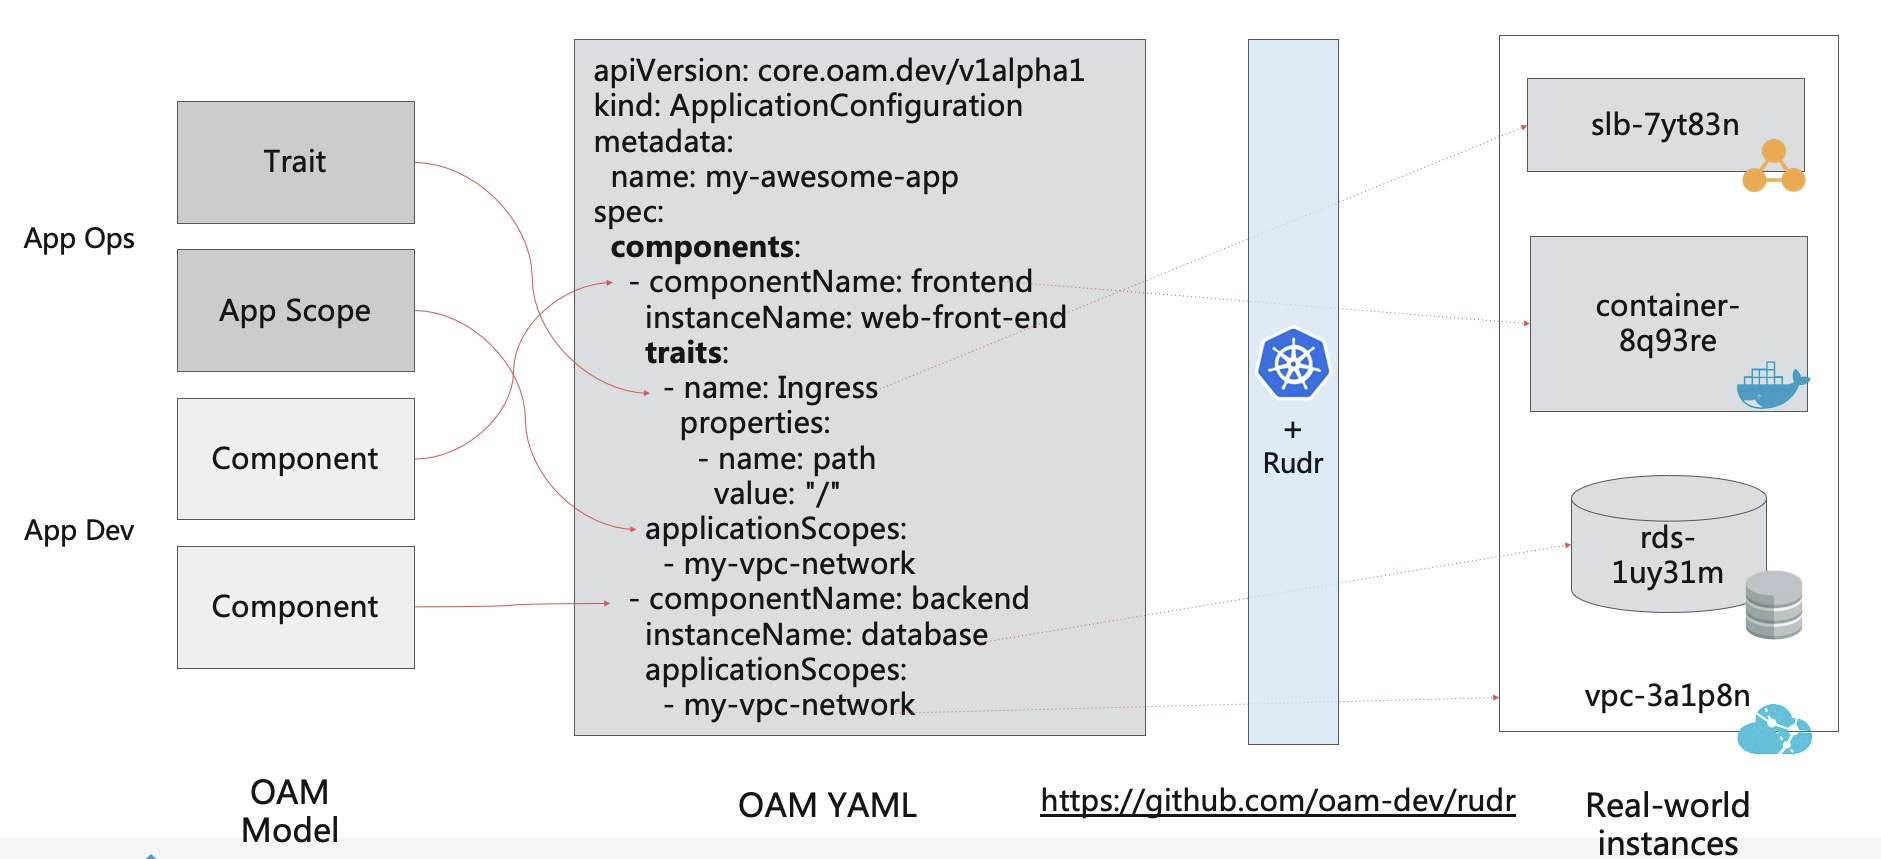 App Ops
App Dev
Trait
App Scope
Component
Component
OAM
Model
apiVersion: core.oam.dev/v1alpha1
kind: ApplicationConfiguration
metadata:
name: my-awesome-app
spec:
components:
- componentName: frontend
instanceName: web-front-end
traits:
- name: Ingress
properties:
- name: path
value: "/"
applicationScopes:
- my-vpc-network
- componentName: backend
instanceName: database
applicationScopes:
- my-vpc-network
OAM YAML
+
Rudr
https://github.com/oam-dev/rudr
slb-7yt83n
container-
8q93re
rds-
1uy31m
vpc-3a1p8n
Real-world
instances